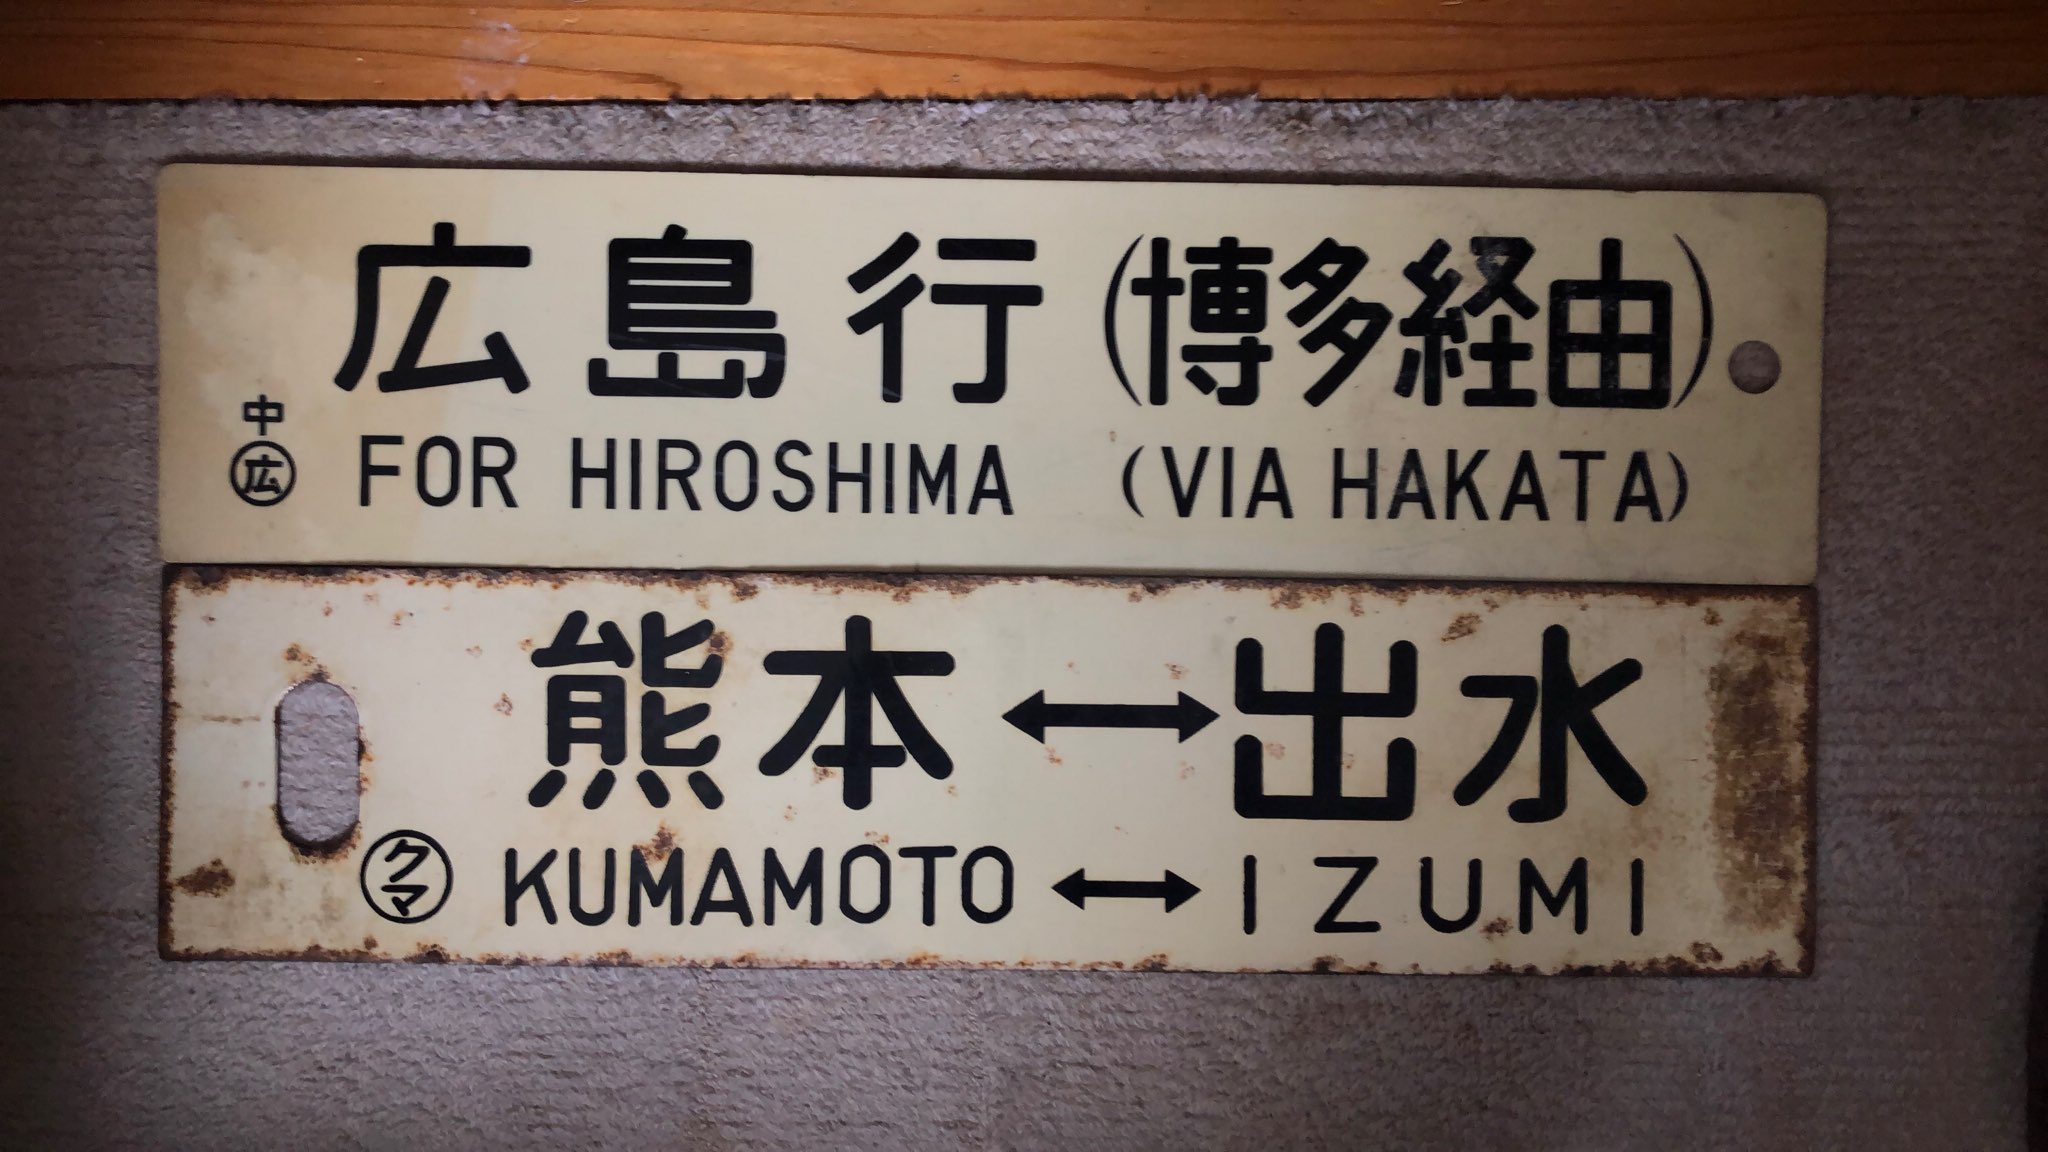 広島行(博多経由)
中
㊥広 FOR HIROSHIMA (VIA HAKATA)
熊本↔出水
クマ KUMAMOTO ↔ IZUMI